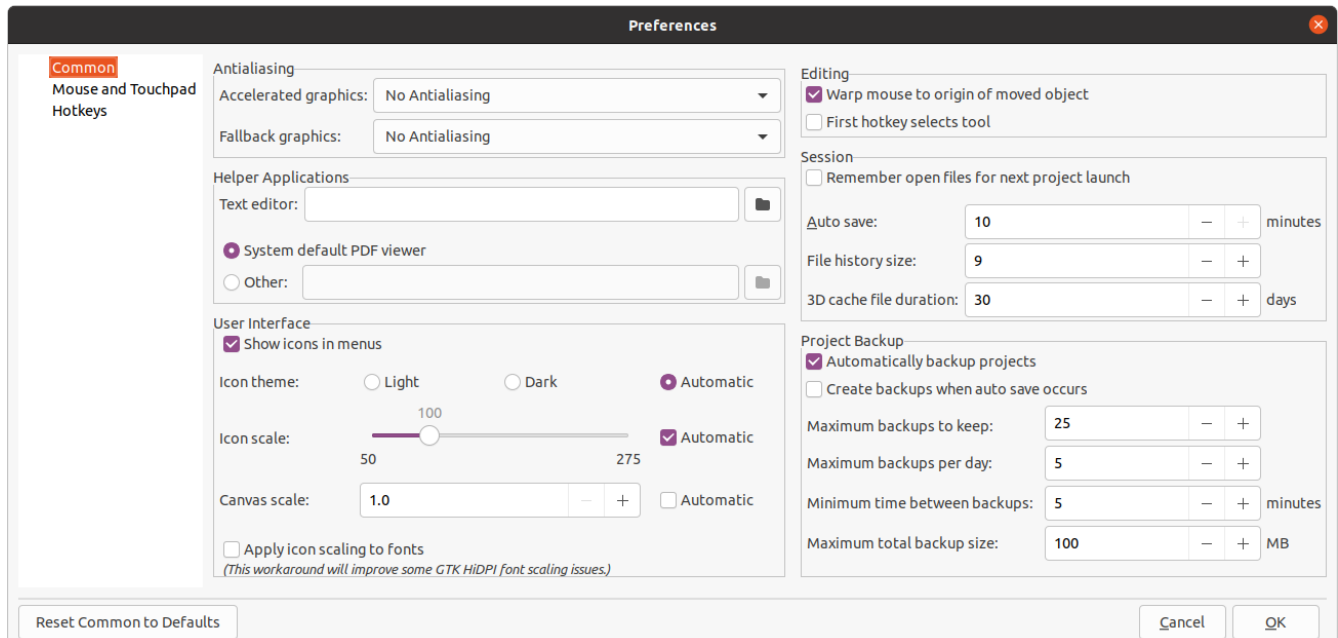 Preferences
Common
Mouse and Touchpad
Hotkeys
Antialiasing
Accelerated graphics: No Antialiasing
Fallback graphics: No Antialiasing
Helper Applications
Text editor:
System default PDF viewer
Other:
User Interface
Show icons in menus
Icon theme: Light Dark Automatic
100
Icon scale: Automatic
50 275
Canvas scale: 1.0 Automatic
Apply icon scaling to fonts
(This workaround will improve some GTK HiDPI font scaling issues.)
Editing
Warp mouse to origin of moved object
First hotkey selects tool
Session
Remember open files for next project launch
Auto save: 10 minutes
File history size: 9
3D cache file duration: 30 days
Project Backup
Automatically backup projects
Create backups when auto save occurs
Maximum backups to keep: 25
Maximum backups per day: 5
Minimum time between backups: 5 minutes
Maximum total backup size: 100 MB
Reset Common to Defaults Cancel OK